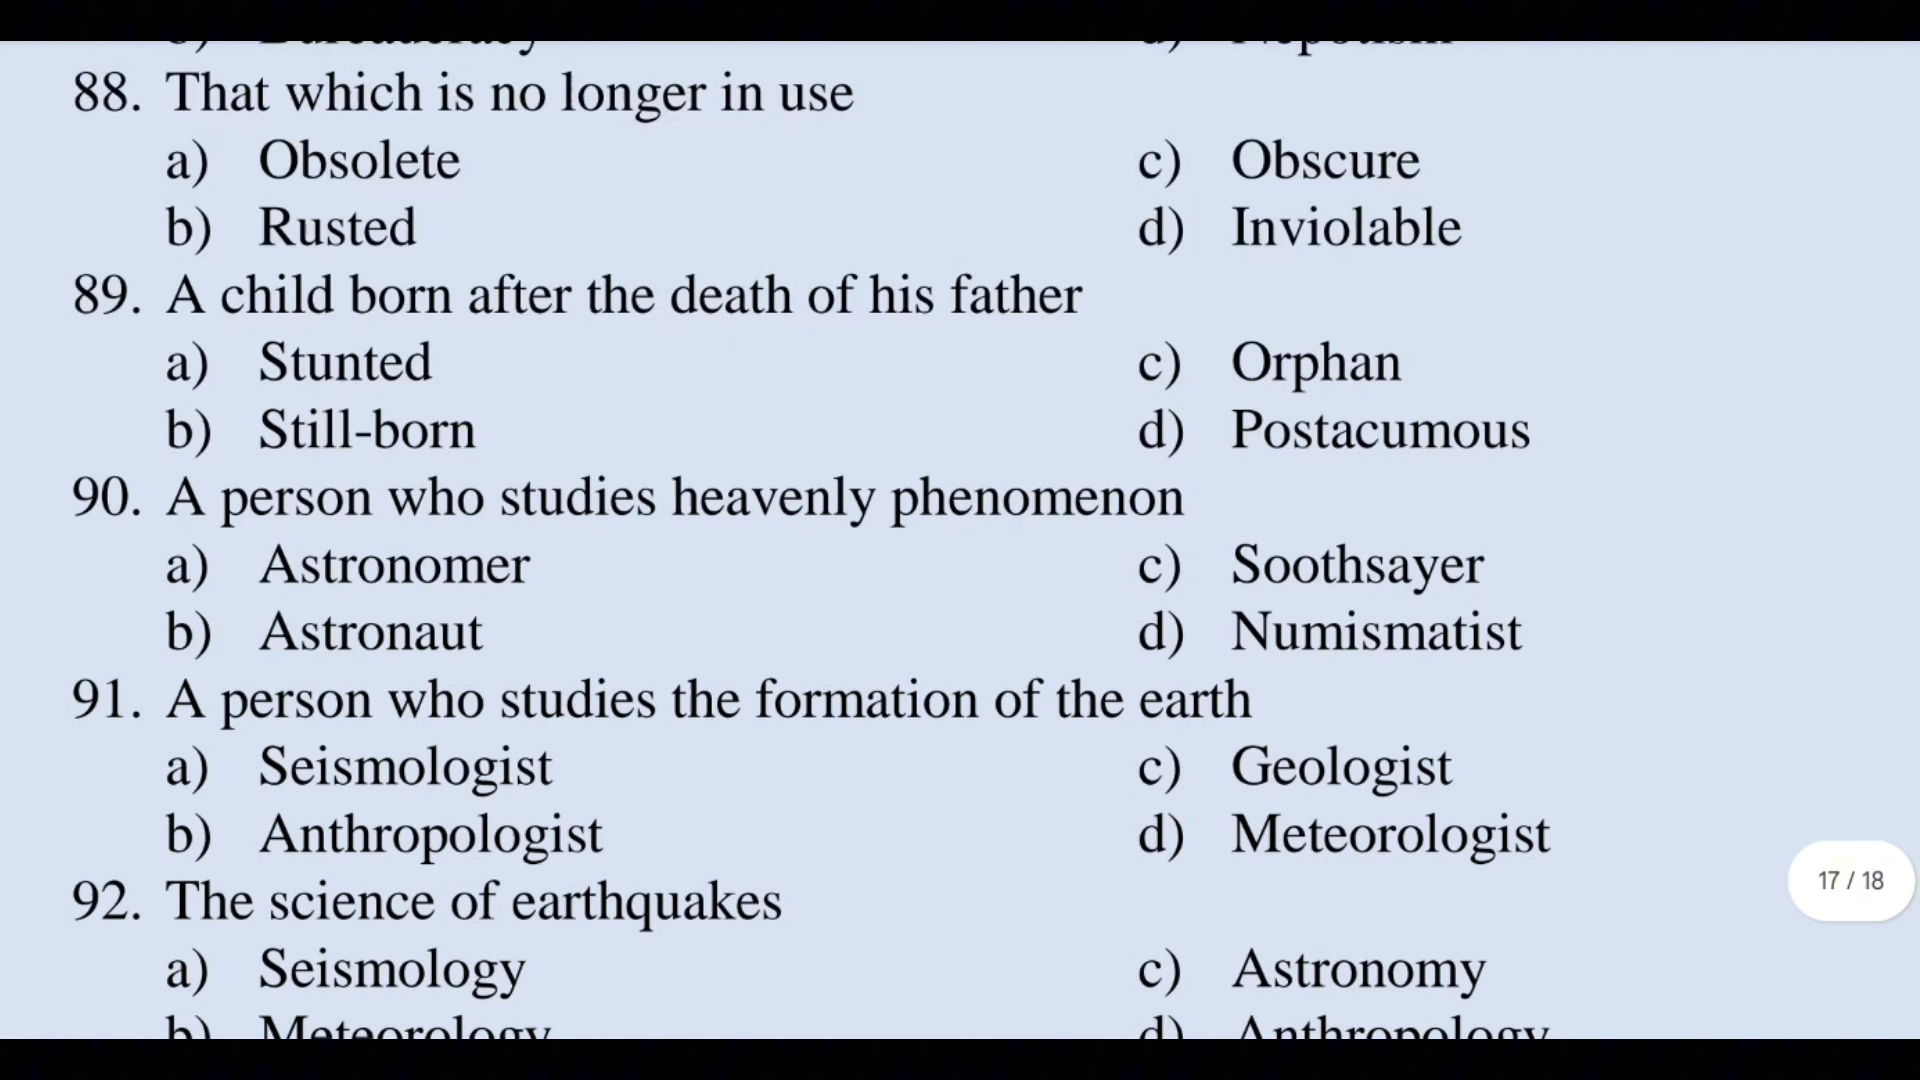 88. That which is no longer in use
a) Obsolete c) Obscure
b) Rusted d) Inviolable
89. A child born after the death of his father
a) Stunted c) Orphan
b) Still-born d) Postacumous
90. A person who studies heavenly phenomenon
a) Astronomer c) Soothsayer
b) Astronaut d) Numismatist
91. A person who studies the formation of the earth
a) Seismologist c) Geologist
b) Anthropologist d) Meteorologist
17 / 18
92. The science of earthquakes
a) Seismology c) Astronomy
b) Meteorology d) Anthropology